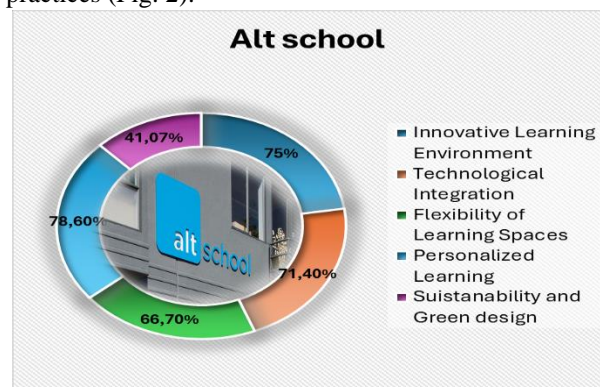 practices (Fig. 2).
Alt school
41,07%
75%
78,60%
71,40%
66,70%
alt school
Innovative Learning
Environment
Technological
Integration
Flexibility of
Learning Spaces
Personalized
Learning
Suistanability and
Green design